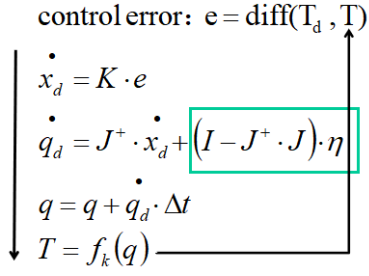 control error: e = diff(T_d , T)
ẋ_d = K · e
q̇_d = J⁺ · ẋ_d + (I − J⁺ · J) · η
q = q + q̇_d · Δt
T = f_k(q)